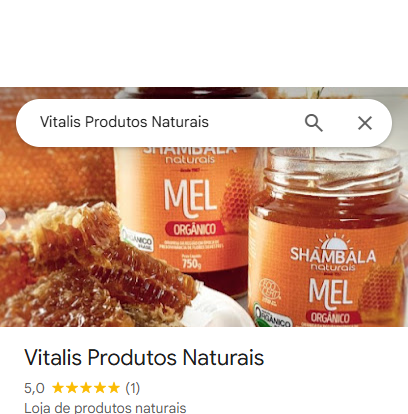 Vitalis Produtos Naturais
SHAMBALA
naturais
MEL
ORGÂNICO
750g
SHAMBALA
naturais
MEL
ORGÂNICO
Vitalis Produtos Naturais
5,0 (1)
Loja de produtos naturais